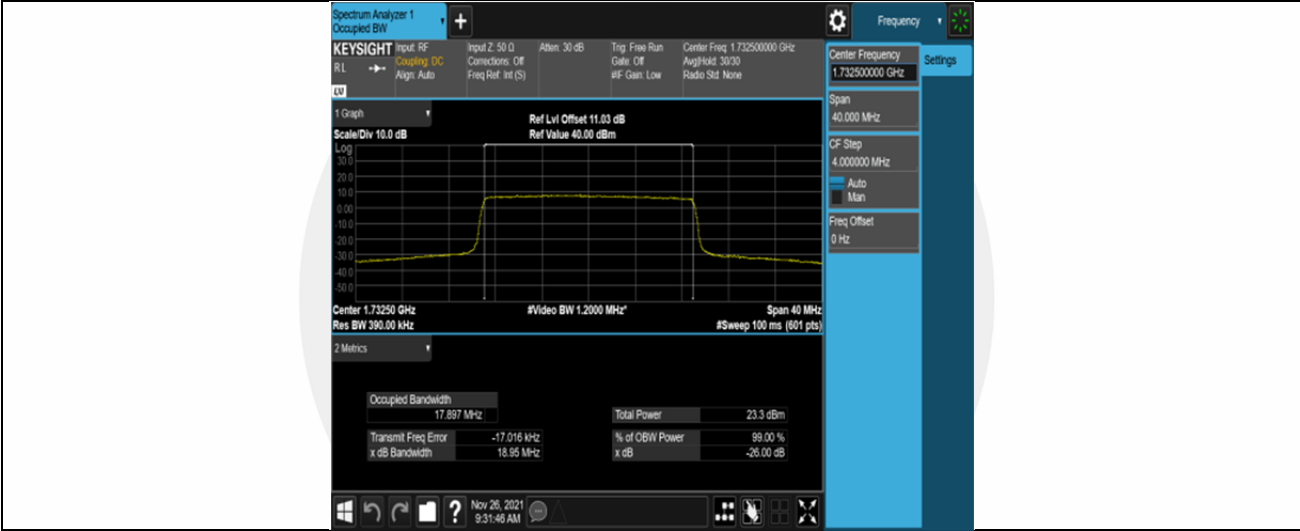 Spectrum Analyzer 1
Occupied BW
+
Frequency
KEYSIGHT
RL
LXI
Input: RF
Coupling: DC
Align: Auto
Input Z: 50 Ω
Corrections: Off
Freq Ref: Int (S)
Atten: 30 dB
Trig: Free Run
Gate: Off
#IF Gain: Low
Center Freq: 1.732500000 GHz
Avg|Hold: 30/30
Radio Std: None
Center Frequency
1.732500000 GHz
Settings
Span
40.000 MHz
CF Step
4.000000 MHz
Auto
Man
Freq Offset
0 Hz
1 Graph
Scale/Div 10.0 dB
Ref Lvl Offset 11.03 dB
Ref Value 40.00 dBm
Log
30.0
20.0
10.0
0.00
-10.0
-20.0
-30.0
-40.0
-50.0
Center 1.73250 GHz
#Video BW 1.2000 MHz*
Span 40 MHz
Res BW 390.00 kHz
#Sweep 100 ms (601 pts)
2 Metrics
Occupied Bandwidth
17.897 MHz
Total Power 23.3 dBm
Transmit Freq Error -17.016 kHz
% of OBW Power 99.00 %
x dB Bandwidth 18.95 MHz
x dB -26.00 dB
?
Nov 26, 2021
9:31:46 AM